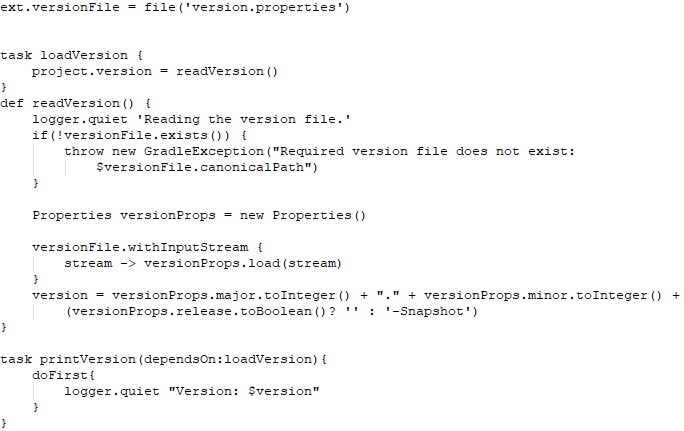 ext.versionFile = file('version.properties')
task loadVersion {
project.version = readVersion()
}
def readVersion() {
logger.quiet 'Reading the version file.'
if(!versionFile.exists()) {
throw new GradleException("Required version file does not exist:
$versionFile.canonicalPath")
}
Properties versionProps = new Properties()
versionFile.withInputStream {
stream -> versionProps.load(stream)
}
version = versionProps.major.toInteger() + "." + versionProps.minor.toInteger() +
(versionProps.release.toBoolean()? '' : '-Snapshot')
}
task printVersion(dependsOn:loadVersion){
doFirst{
logger.quiet "Version: $version"
}
}